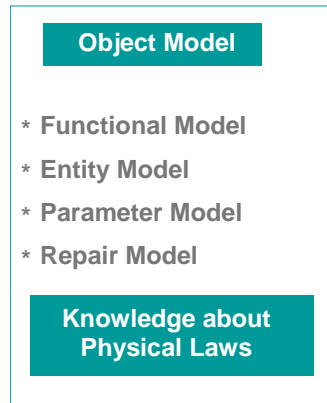 Object Model
* Functional Model
* Entity Model
* Parameter Model
* Repair Model
Knowledge about
Physical Laws